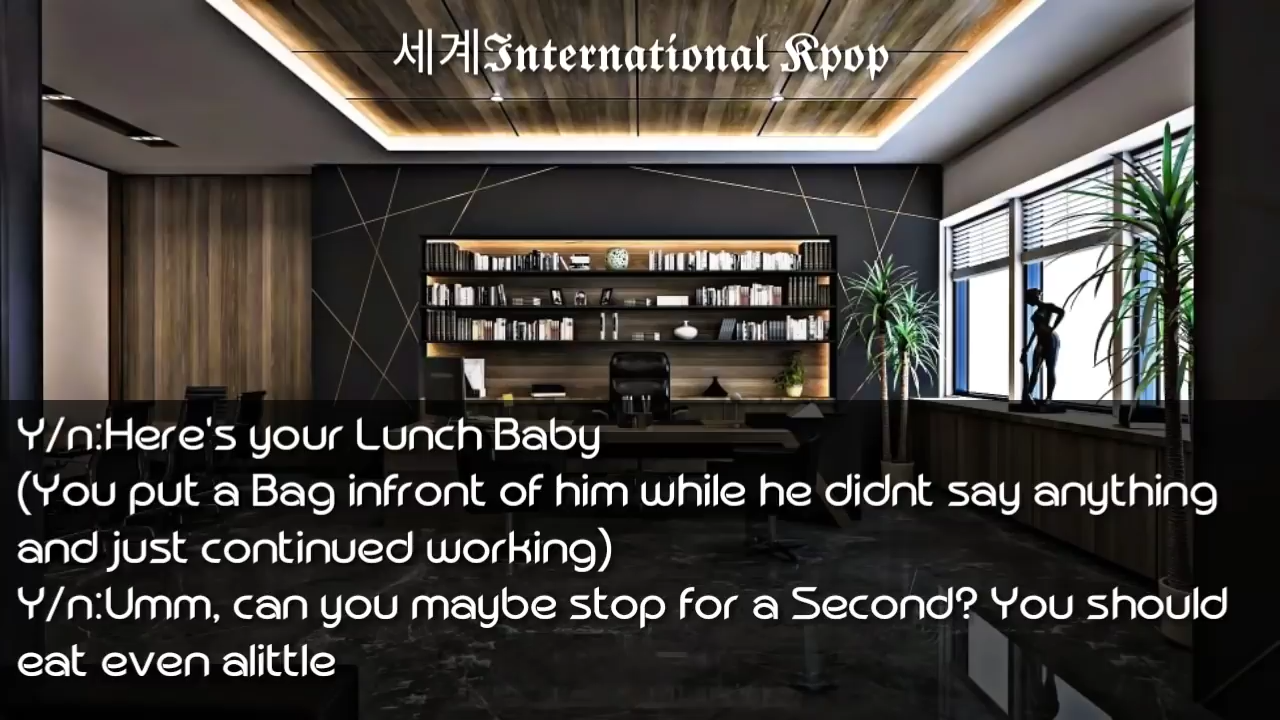 세계International Kpop
Y/n:Here's your Lunch Baby
(You put a Bag infront of him while he didnt say anything
and just continued working)
Y/n:Umm, can you maybe stop for a Second? You should
eat even alittle